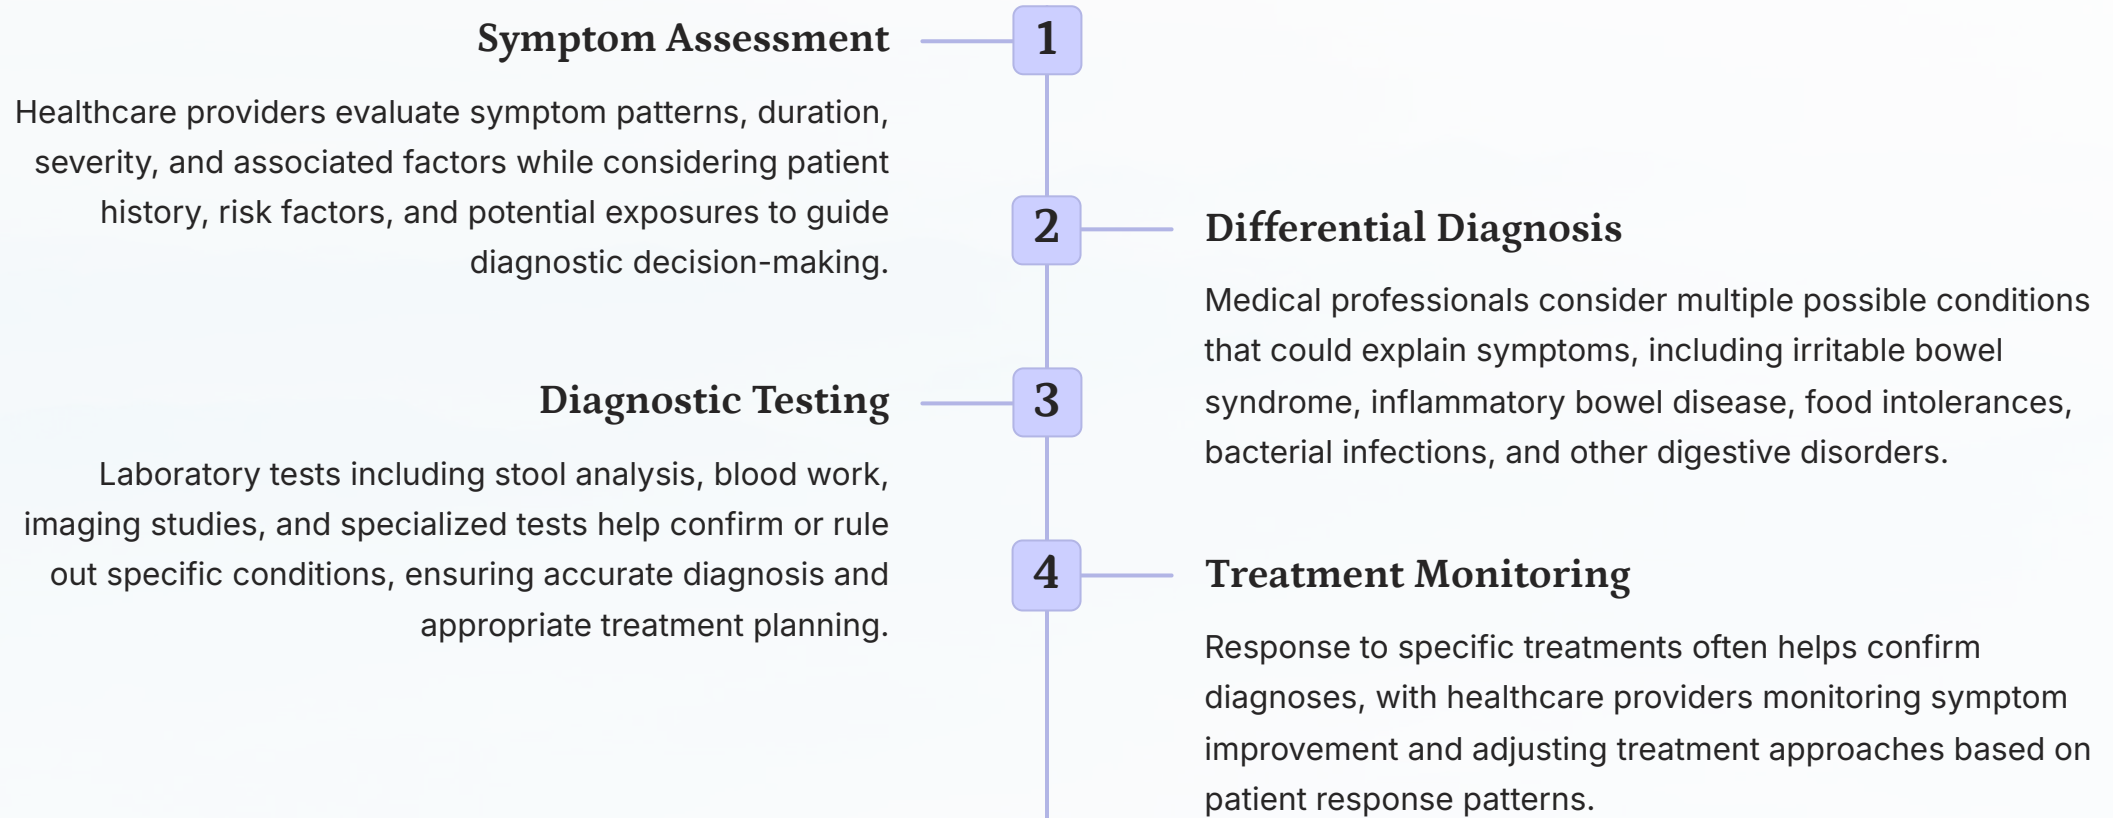 Symptom Assessment
1
Healthcare providers evaluate symptom patterns, duration,
severity, and associated factors while considering patient
history, risk factors, and potential exposures to guide
diagnostic decision-making.
2
Differential Diagnosis
Medical professionals consider multiple possible conditions
that could explain symptoms, including irritable bowel
syndrome, inflammatory bowel disease, food intolerances,
bacterial infections, and other digestive disorders.
Diagnostic Testing
3
Laboratory tests including stool analysis, blood work,
imaging studies, and specialized tests help confirm or rule
out specific conditions, ensuring accurate diagnosis and
appropriate treatment planning.
4
Treatment Monitoring
Response to specific treatments often helps confirm
diagnoses, with healthcare providers monitoring symptom
improvement and adjusting treatment approaches based on
patient response patterns.